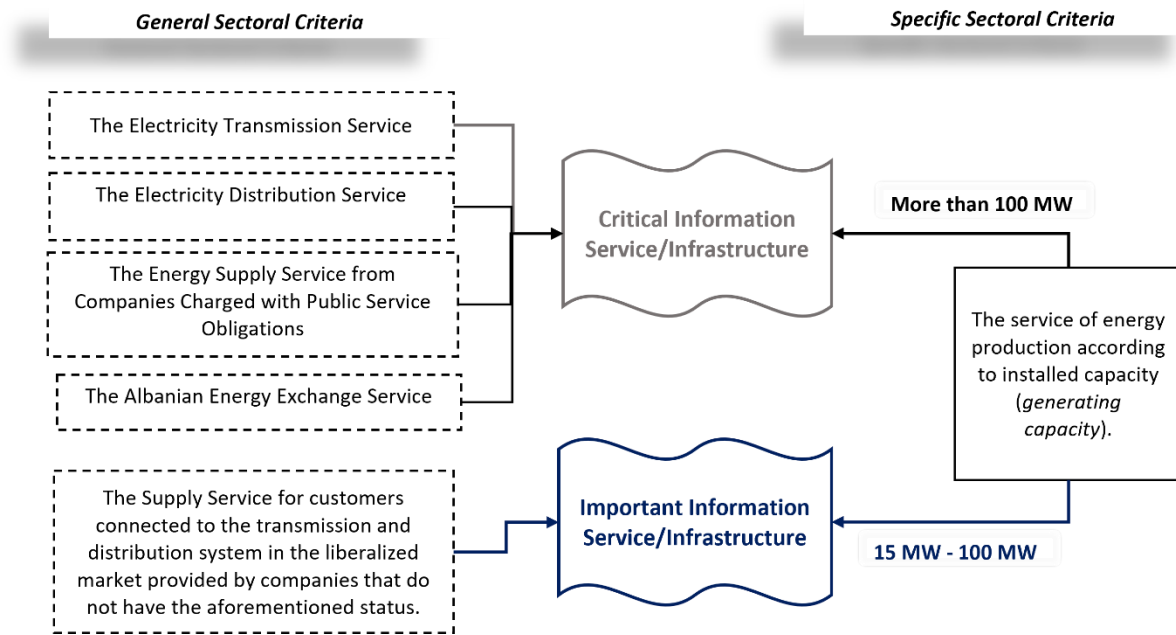 General Sectoral Criteria
Specific Sectoral Criteria
The Electricity Transmission Service
The Electricity Distribution Service
The Energy Supply Service from
Companies Charged with Public Service
Obligations
The Albanian Energy Exchange Service
The Supply Service for customers
connected to the transmission and
distribution system in the liberalized
market provided by companies that do
not have the aforementioned status.
Critical Information
Service/Infrastructure
Important Information
Service/Infrastructure
More than 100 MW
The service of energy
production according
to installed capacity
(generating
capacity).
15 MW - 100 MW